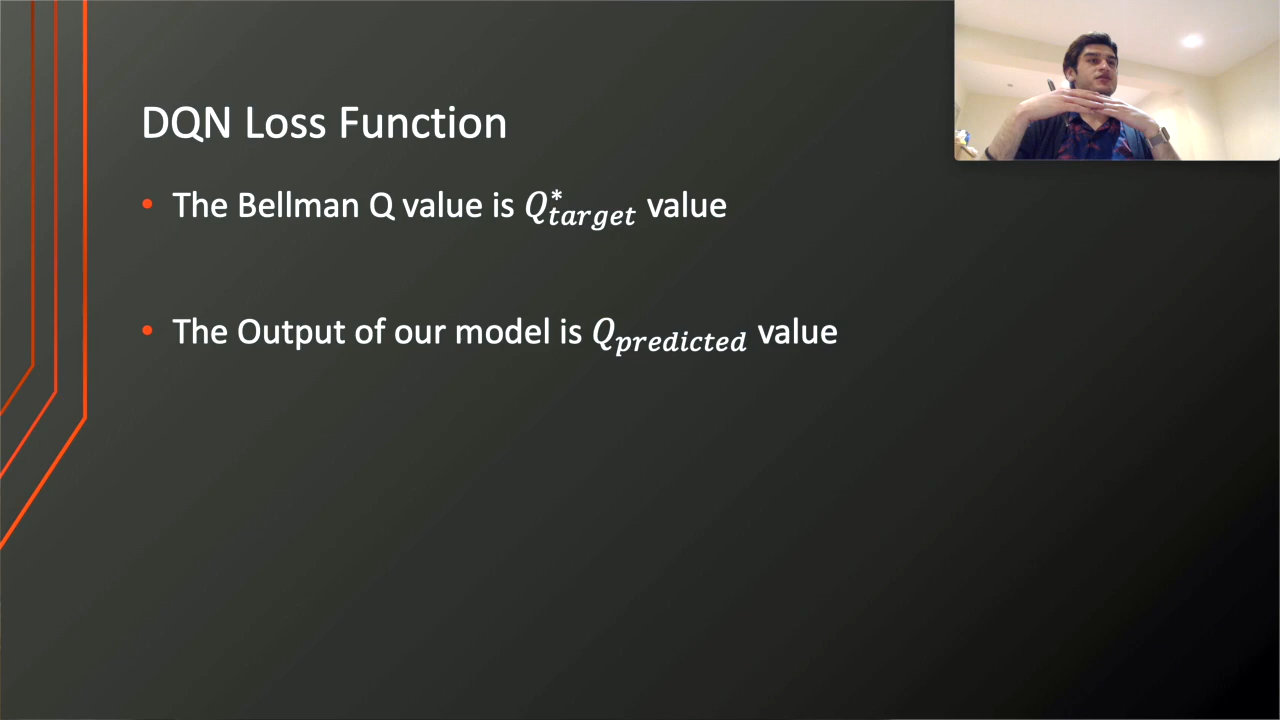 DQN Loss Function
• The Bellman Q value is $Q^*_{target}$ value
• The Output of our model is $Q_{predicted}$ value